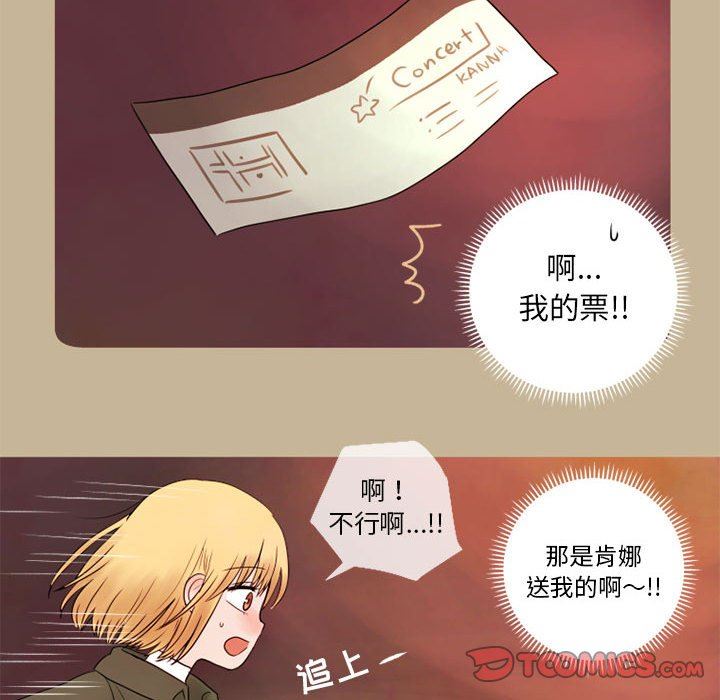 Concert
KANNA
啊...
我的票!!
啊！
不行啊...!!
那是肯娜
送我的啊～!!
追上
DTCOMICS.COM